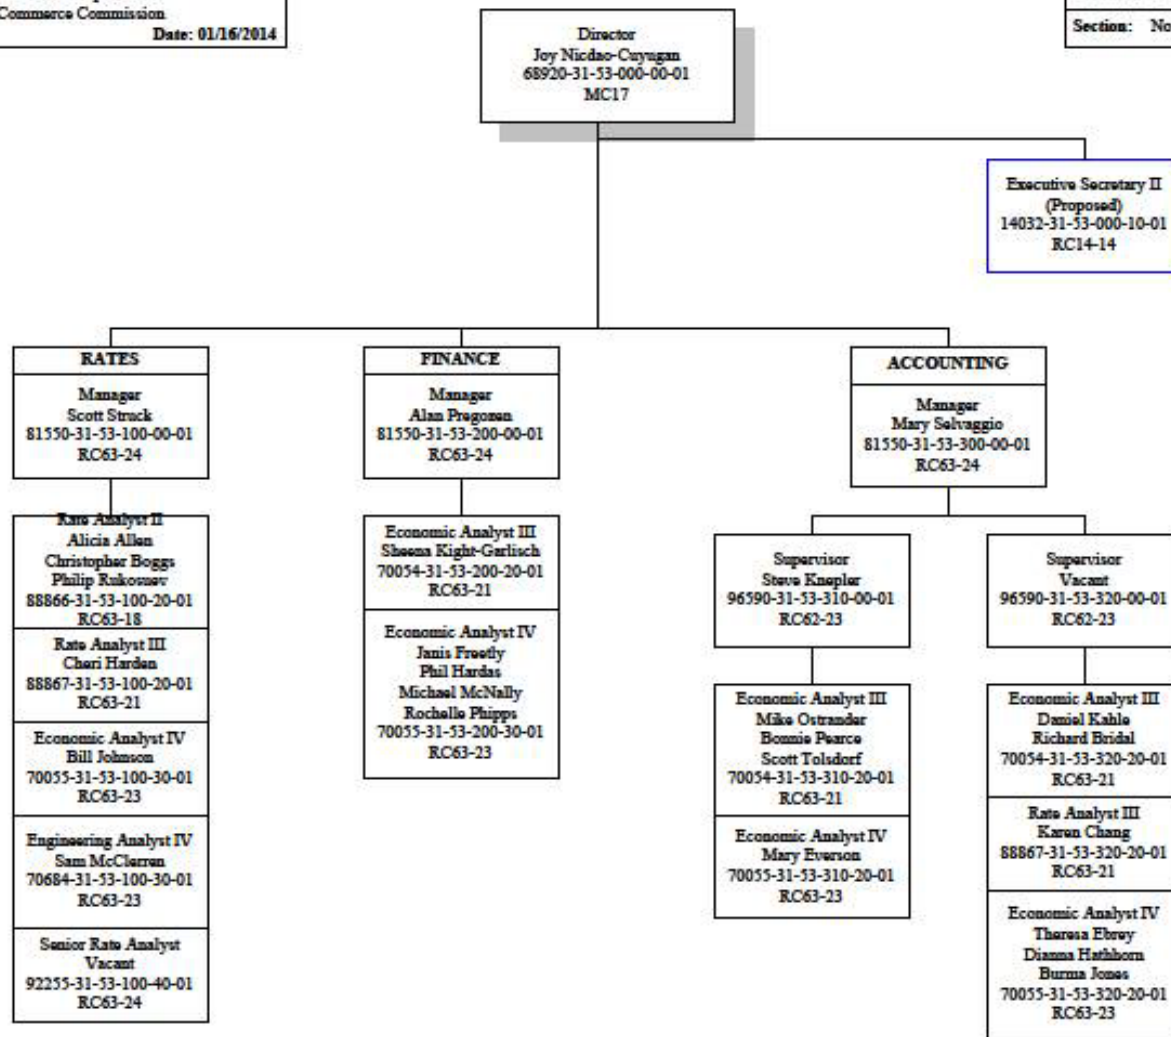 Commerce Commission
Date: 01/16/2014
Section: No
Director
Joy Nicdao-Cuyugan
68920-31-53-000-00-01
MC17
Executive Secretary II
(Proposed)
14032-31-53-000-10-01
RC14-14
RATES
Manager
Scott Struck
81550-31-53-100-00-01
RC63-24
Rate Analyst II
Alicia Allen
Christopher Boggs
Philip Rukosuev
88866-31-53-100-20-01
RC63-18
Rate Analyst III
Cheri Harden
88867-31-53-100-20-01
RC63-21
Economic Analyst IV
Bill Johnson
70055-31-53-100-30-01
RC63-23
Engineering Analyst IV
Sam McClerren
70684-31-53-100-30-01
RC63-23
Senior Rate Analyst
Vacant
92255-31-53-100-40-01
RC63-24
FINANCE
Manager
Alan Pregozen
81550-31-53-200-00-01
RC63-24
Economic Analyst III
Sheena Kight-Garlisch
70054-31-53-200-20-01
RC63-21
Economic Analyst IV
Janis Freetly
Phil Hardas
Michael McNally
Rochelle Phipps
70055-31-53-200-30-01
RC63-23
ACCOUNTING
Manager
Mary Selvaggio
81550-31-53-300-00-01
RC63-24
Supervisor
Steve Knepler
96590-31-53-310-00-01
RC62-23
Economic Analyst III
Mike Ostrander
Bonnie Pearce
Scott Tolsdorf
70054-31-53-310-20-01
RC63-21
Economic Analyst IV
Mary Everson
70055-31-53-310-20-01
RC63-23
Supervisor
Vacant
96590-31-53-320-00-01
RC62-23
Economic Analyst III
Daniel Kahle
Richard Bridal
70054-31-53-320-20-01
RC63-21
Rate Analyst III
Karen Chang
88867-31-53-320-20-01
RC63-21
Economic Analyst IV
Theresa Ebrey
Dianna Hathhorn
Burma Jones
70055-31-53-320-20-01
RC63-23